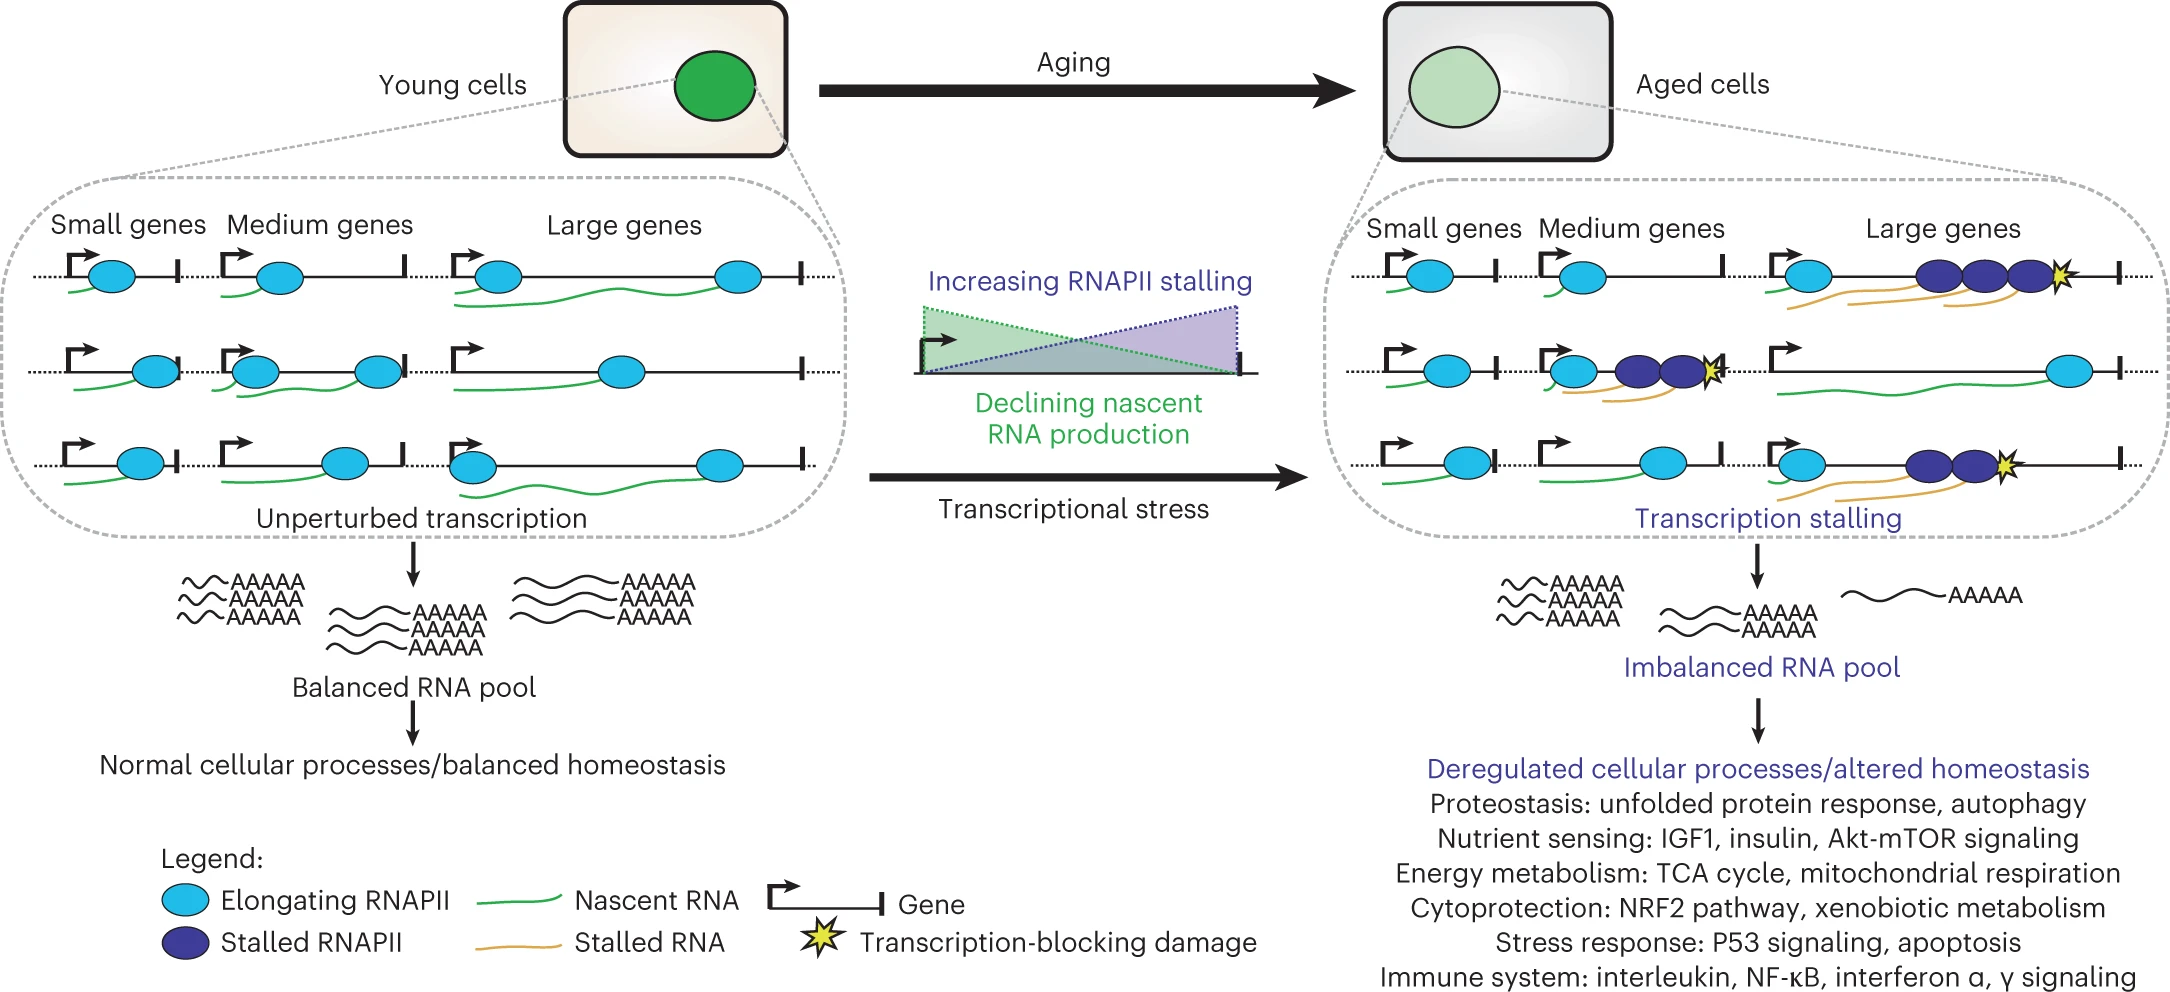 Young cells
Aging
Aged cells
Small genes
Medium genes
Large genes
Unperturbed transcription
AAAAA
AAAAA
AAAAA
AAAAA
AAAAA
AAAAA
AAAAA
AAAAA
AAAAA
Balanced RNA pool
Normal cellular processes/balanced homeostasis
Increasing RNAPII stalling
Declining nascent
RNA production
Transcriptional stress
Small genes
Medium genes
Large genes
Transcription stalling
AAAAA
AAAAA
AAAAA
AAAAA
AAAAA
AAAAA
Imbalanced RNA pool
Deregulated cellular processes/altered homeostasis
Proteostasis: unfolded protein response, autophagy
Nutrient sensing: IGF1, insulin, Akt-mTOR signaling
Energy metabolism: TCA cycle, mitochondrial respiration
Cytoprotection: NRF2 pathway, xenobiotic metabolism
Stress response: P53 signaling, apoptosis
Immune system: interleukin, NF-κB, interferon α, γ signaling
Legend:
Elongating RNAPII
Nascent RNA
Gene
Stalled RNAPII
Stalled RNA
Transcription-blocking damage